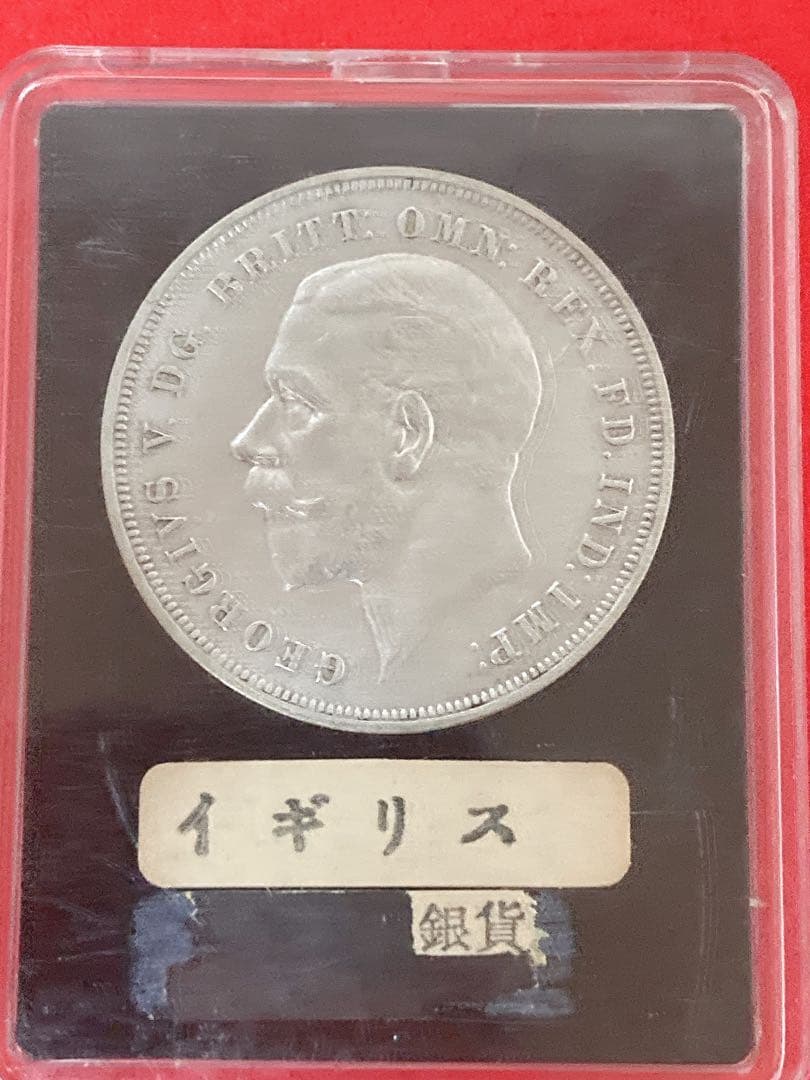 GEORGIVS V. DG. BRITT: OMN: REX. FD. IND: IMP:
イギリス
銀貨